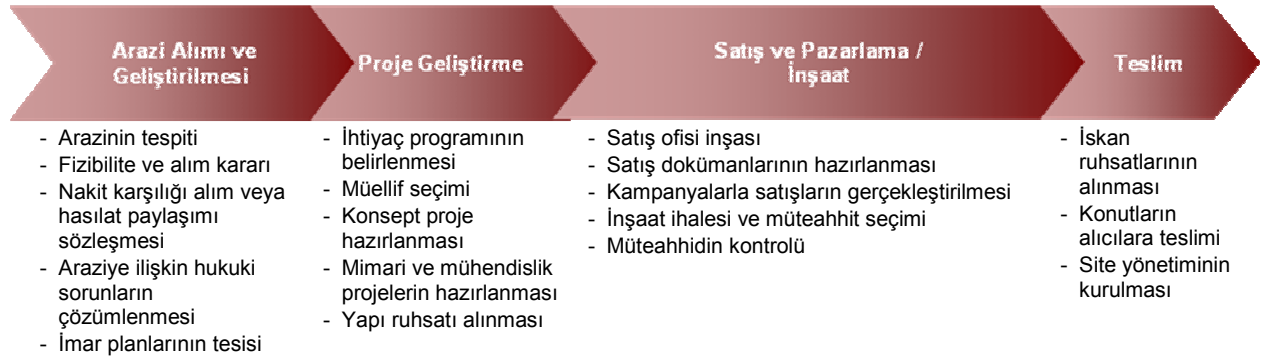 Arazi Alımı ve
Geliştirilmesi
- Arazinin tespiti
- Fizibilite ve alım kararı
- Nakit karşılığı alım veya
hasılat paylaşımı
sözleşmesi
- Araziye ilişkin hukuki
sorunların
çözümlenmesi
- İmar planlarının tesisi
Proje Geliştirme
- İhtiyaç programının
belirlenmesi
- Müellif seçimi
- Konsept proje
hazırlanması
- Mimari ve mühendislik
projelerin hazırlanması
- Yapı ruhsatı alınması
Satış ve Pazarlama /
İnşaat
- Satış ofisi inşası
- Satış dokümanlarının hazırlanması
- Kampanyalarla satışların gerçekleştirilmesi
- İnşaat ihalesi ve müteahhit seçimi
- Müteahhidin kontrolü
Teslim
- İskan
ruhsatlarının
alınması
- Konutların
alıcılara teslimi
- Site yönetiminin
kurulması